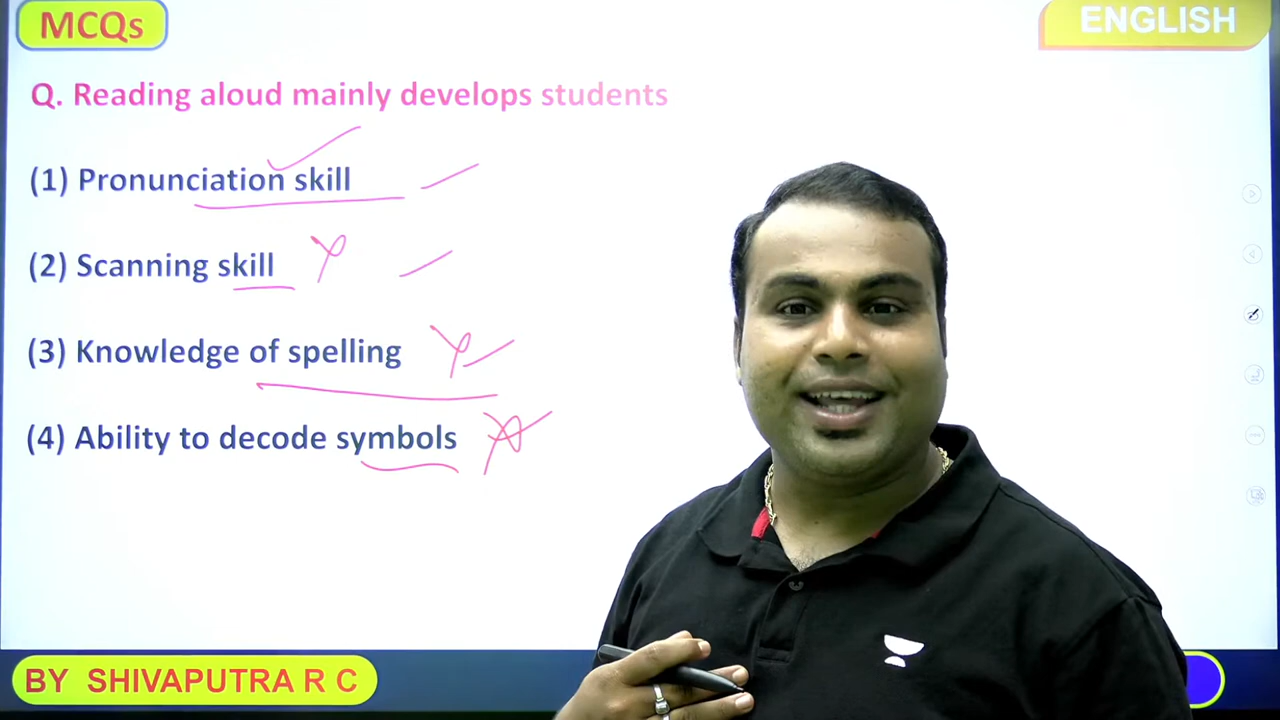 MCQs
ENGLISH
Q. Reading aloud mainly develops students
(1) Pronunciation skill
(2) Scanning skill
(3) Knowledge of spelling
(4) Ability to decode symbols
BY SHIVAPUTRA R C